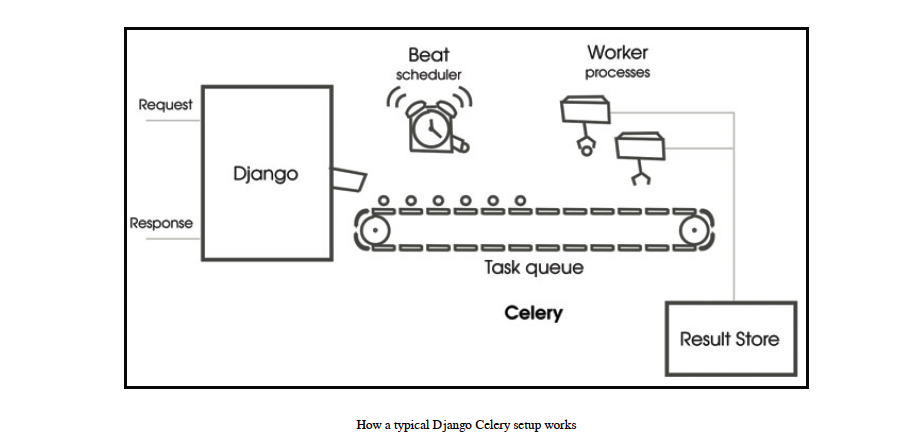 Beat
scheduler
Worker
processes
Request
Django
Response
Task queue
Celery
Result Store
How a typical Django Celery setup works